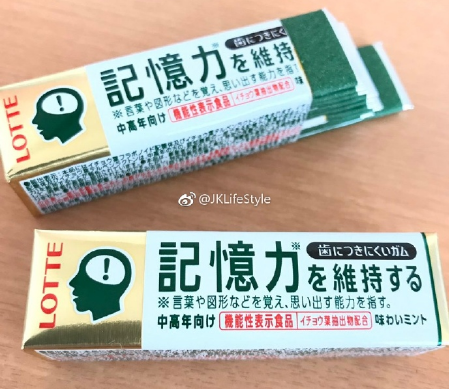 LOTTE
!
歯につきにく
記憶力※を維持
※言葉や図形などを覚え、思い出す能力を指
中高年向け 機能性表示食品 イチョウ葉抽出物配合 味
@JKLifeStyle
LOTTE
!
歯につきにくいガム
記憶力※を維持する
※言葉や図形などを覚え、思い出す能力を指す。
中高年向け 機能性表示食品 イチョウ葉抽出物配合 味わいミント